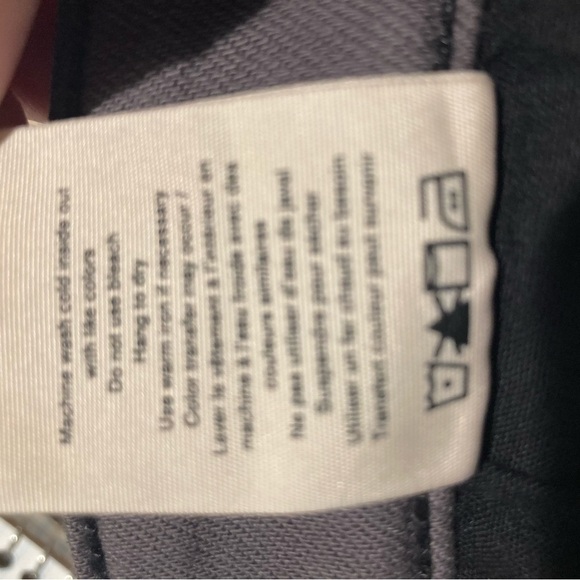 Machine wash cold inside out
with like colors
Do not use bleach
Hang to dry
Use warm iron if necessary
Color transfer may occur /
Laver le vêtement à l'intérieur en
machine à l'eau froide avec des
couleurs similaires
Ne pas utiliser d'eau de javel
Suspendre pour sécher
Utiliser un fer chaud au besoin
Transfert couleur peut survenir